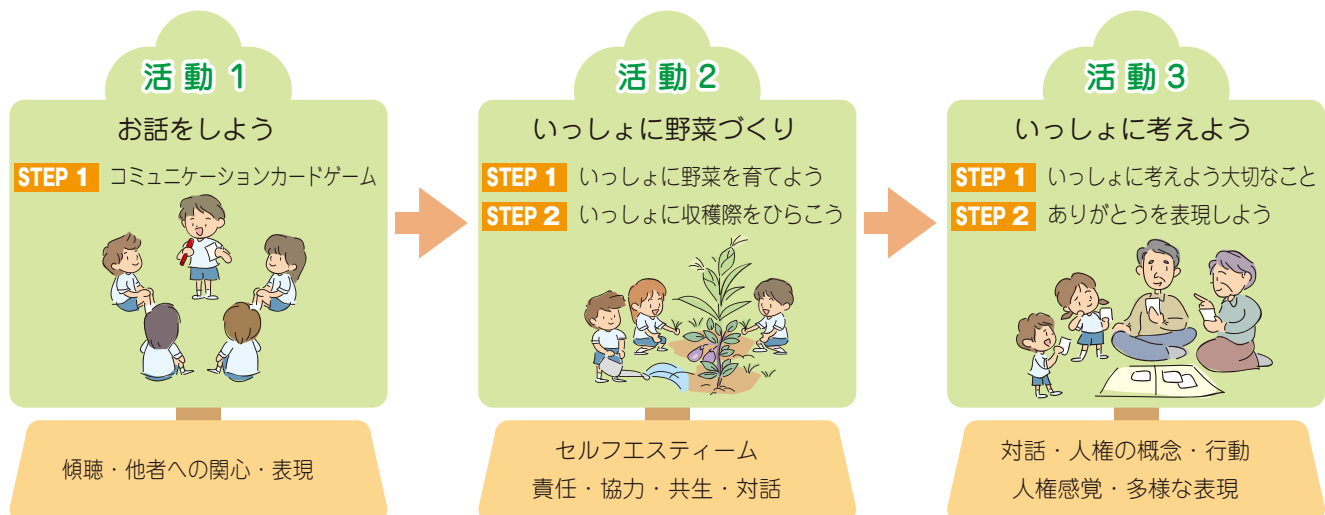 活動1
お話をしよう
STEP 1 コミュニケーションカードゲーム
傾聴・他者への関心・表現
活動2
いっしょに野菜づくり
STEP 1 いっしょに野菜を育てよう
STEP 2 いっしょに収穫際をひらこう
セルフエスティーム
責任・協力・共生・対話
活動3
いっしょに考えよう
STEP 1 いっしょに考えよう大切なこと
STEP 2 ありがとうを表現しよう
対話・人権の概念・行動
人権感覚・多様な表現